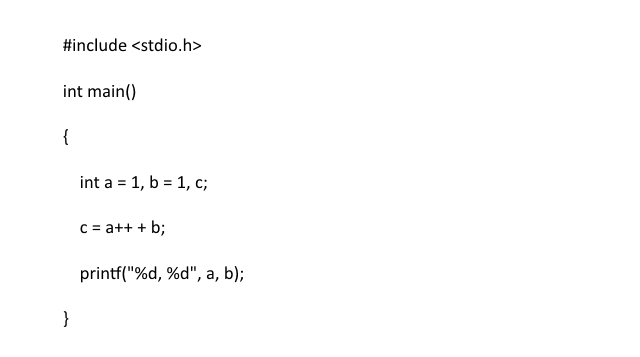 #include <stdio.h>
int main()
{
int a = 1, b = 1, c;
c = a++ + b;
printf("%d, %d", a, b);
}